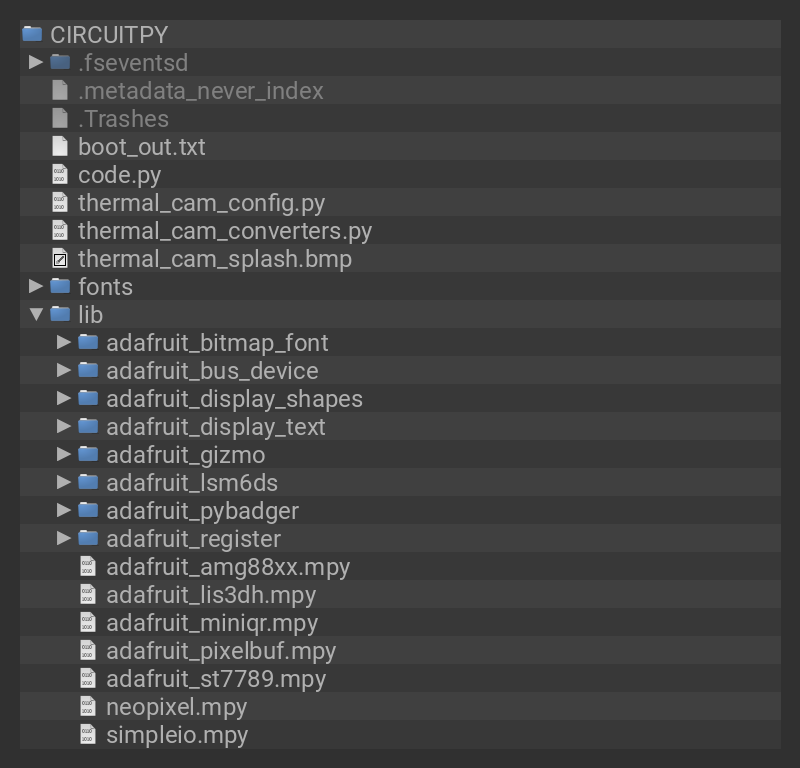 CIRCUITPY
.fseventsd
.metadata_never_index
.Trashes
boot_out.txt
code.py
thermal_cam_config.py
thermal_cam_converters.py
thermal_cam_splash.bmp
fonts
lib
adafruit_bitmap_font
adafruit_bus_device
adafruit_display_shapes
adafruit_display_text
adafruit_gizmo
adafruit_lsm6ds
adafruit_pybadger
adafruit_register
adafruit_amg88xx.mpy
adafruit_lis3dh.mpy
adafruit_miniqr.mpy
adafruit_pixelbuf.mpy
adafruit_st7789.mpy
neopixel.mpy
simpleio.mpy